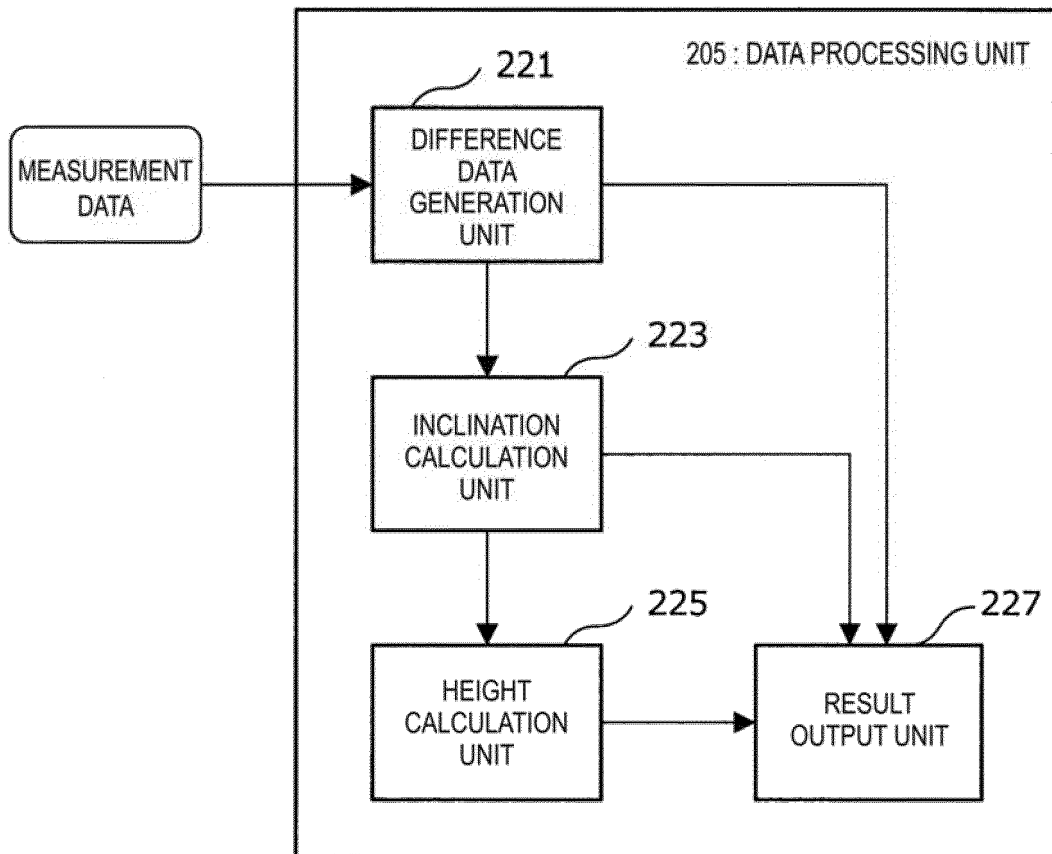 205 : DATA PROCESSING UNIT
221
DIFFERENCE
DATA
GENERATION
UNIT
MEASUREMENT
DATA
223
INCLINATION
CALCULATION
UNIT
225
HEIGHT
CALCULATION
UNIT
227
RESULT
OUTPUT UNIT